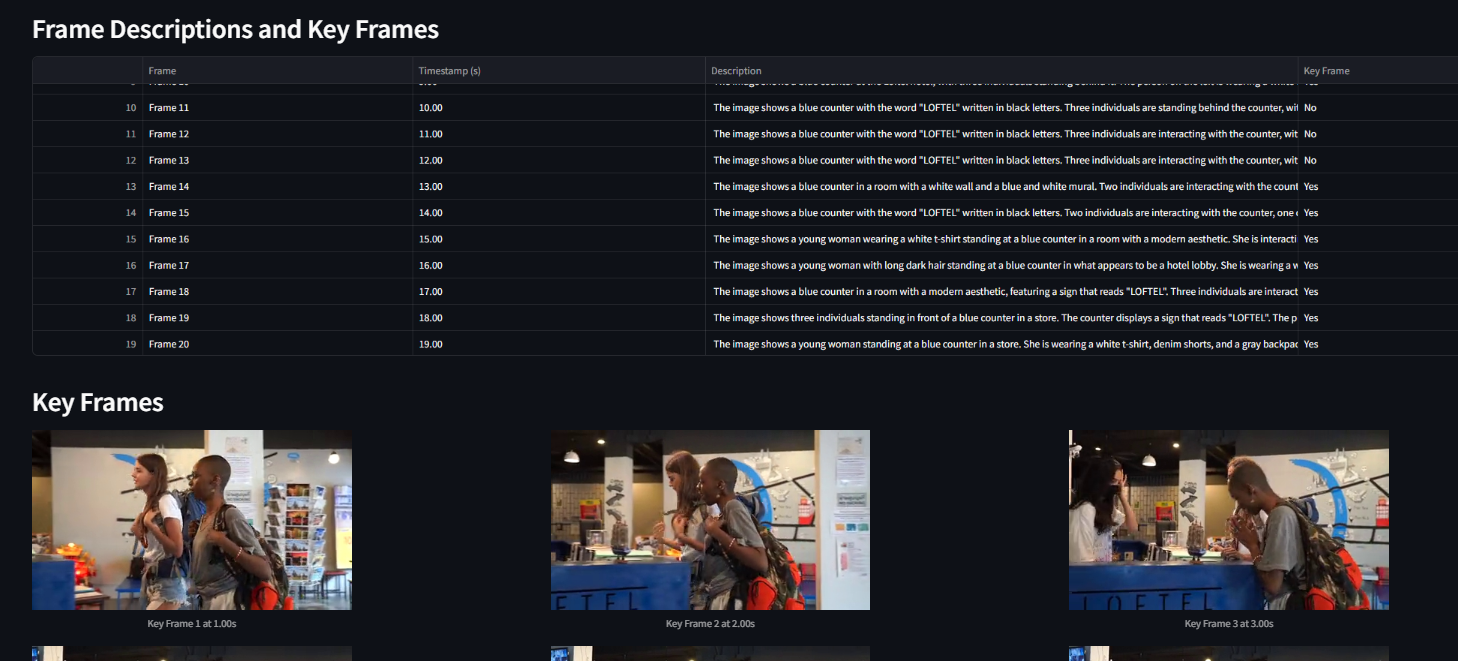 Frame Descriptions and Key Frames
Frame Timestamp (s) Description Key Frame
10 Frame 11 10.00 The image shows a blue counter with the word "LOFTEL" written in black letters. Three individuals are standing behind the counter, wit No
11 Frame 12 11.00 The image shows a blue counter with the word "LOFTEL" written in black letters. Three individuals are interacting with the counter, wit No
12 Frame 13 12.00 The image shows a blue counter with the word "LOFTEL" written in black letters. Three individuals are interacting with the counter, wit No
13 Frame 14 13.00 The image shows a blue counter in a room with a white wall and a blue and white mural. Two individuals are interacting with the count Yes
14 Frame 15 14.00 The image shows a blue counter with the word "LOFTEL" written in black letters. Two individuals are interacting with the counter, one Yes
15 Frame 16 15.00 The image shows a young woman wearing a white t-shirt standing at a blue counter in a room with a modern aesthetic. She is interacti Yes
16 Frame 17 16.00 The image shows a young woman with long dark hair standing at a blue counter in what appears to be a hotel lobby. She is wearing a w Yes
17 Frame 18 17.00 The image shows a blue counter in a room with a modern aesthetic, featuring a sign that reads "LOFTEL". Three individuals are interact Yes
18 Frame 19 18.00 The image shows three individuals standing in front of a blue counter in a store. The counter displays a sign that reads "LOFTEL". The p Yes
19 Frame 20 19.00 The image shows a young woman standing at a blue counter in a store. She is wearing a white t-shirt, denim shorts, and a gray backpac Yes
Key Frames
FTEL
LOFTEL
Key Frame 1 at 1.00s
Key Frame 2 at 2.00s
Key Frame 3 at 3.00s